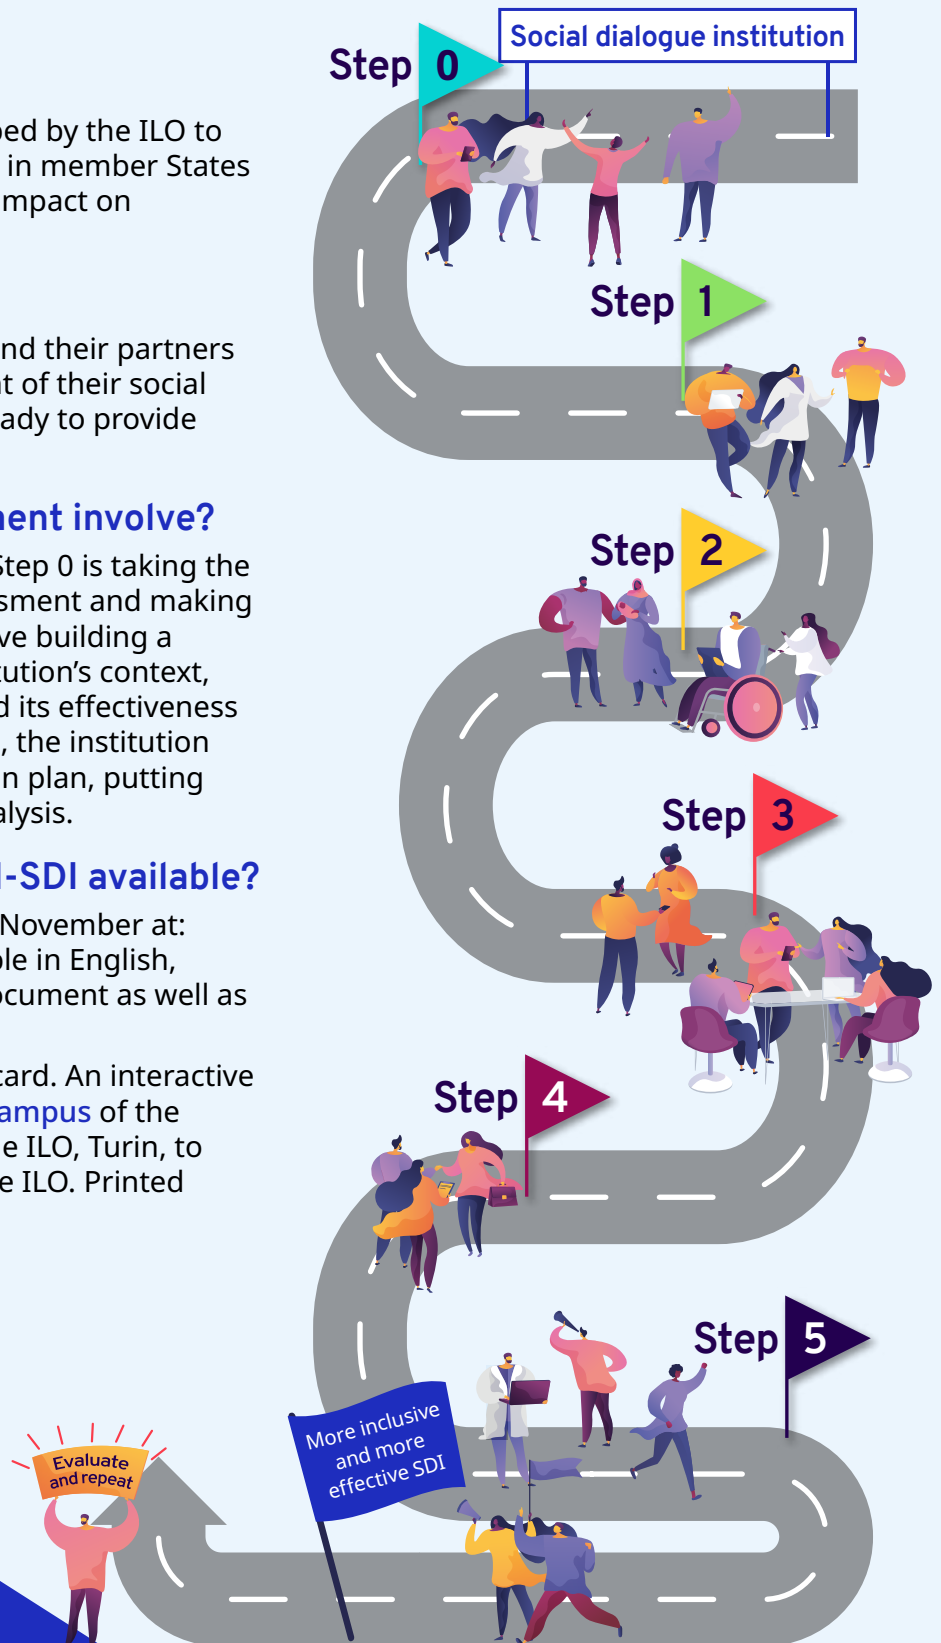 ped by the ILO to
in member States
mpact on
nd their partners
nt of their social
eady to provide
ment involve?
Step 0 is taking the
sment and making
ve building a
tution’s context,
d its effectiveness
, the institution
n plan, putting
alysis.
I-SDI available?
November at:
ble in English,
ocument as well as
card. An interactive
ampus of the
e ILO, Turin, to
e ILO. Printed
Social dialogue institution
Step 0
Step 1
Step 2
Step 3
Step 4
Step 5
More inclusive
and more
effective SDI
Evaluate
and repeat